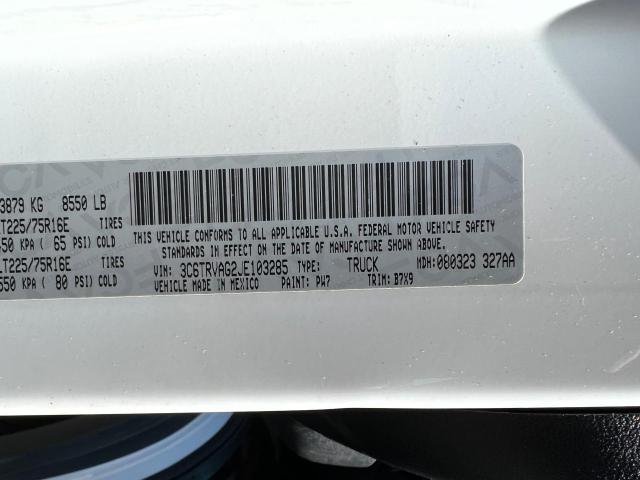 3879 KG 8550 LB
T225/75R16E TIRES
50 KPA ( 65 PSI) COLD
LT225/75R16E TIRES
550 KPA ( 80 PSI) COLD
THIS VEHICLE CONFORMS TO ALL APPLICABLE U.S.A. FEDERAL MOTOR VEHICLE SAFETY
STANDARDS IN EFFECT ON THE DATE OF MANUFACTURE SHOWN ABOVE.
VIN: 3C6TRVAG2JE103285 TYPE: TRUCK MDH: 080323 327AA
VEHICLE MADE IN MEXICO PAINT: PW7 TRIM: B7X9